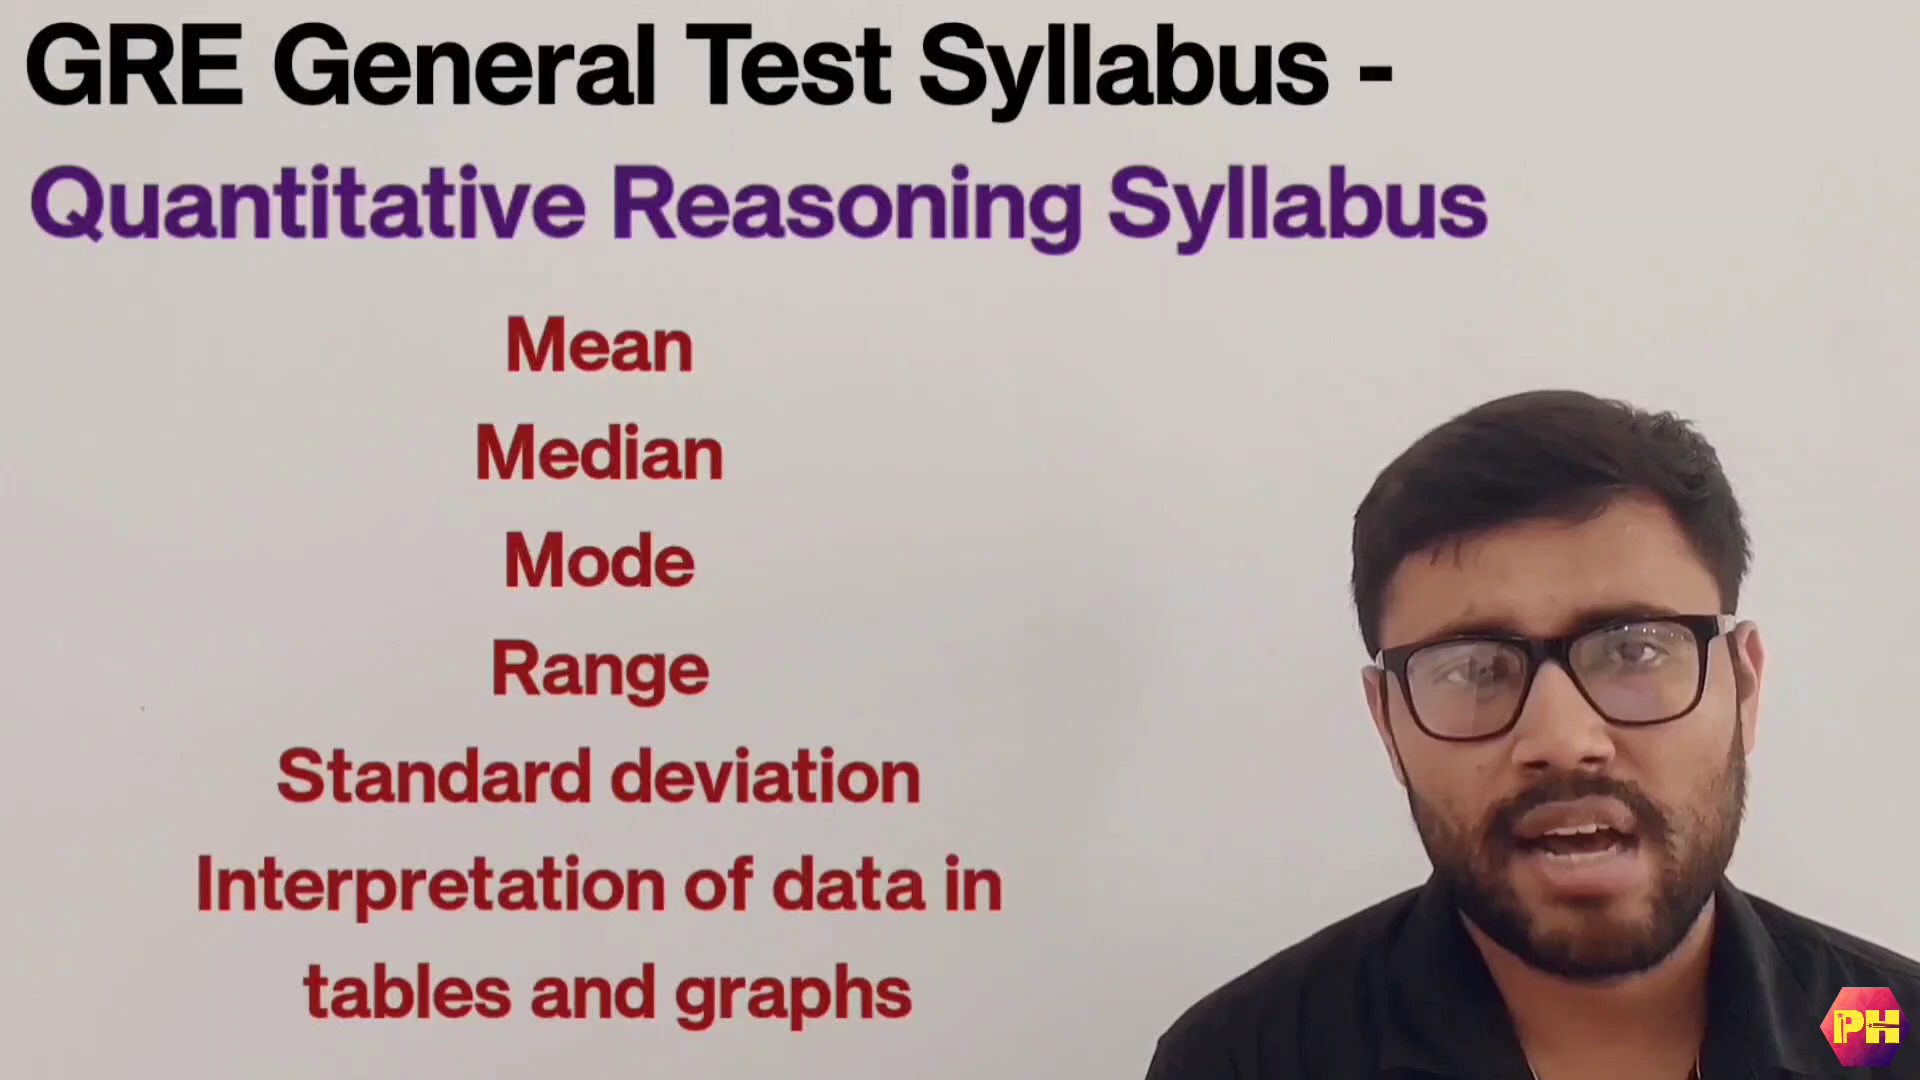 GRE General Test Syllabus -
Quantitative Reasoning Syllabus
Mean
Median
Mode
Range
Standard deviation
Interpretation of data in
tables and graphs
PH